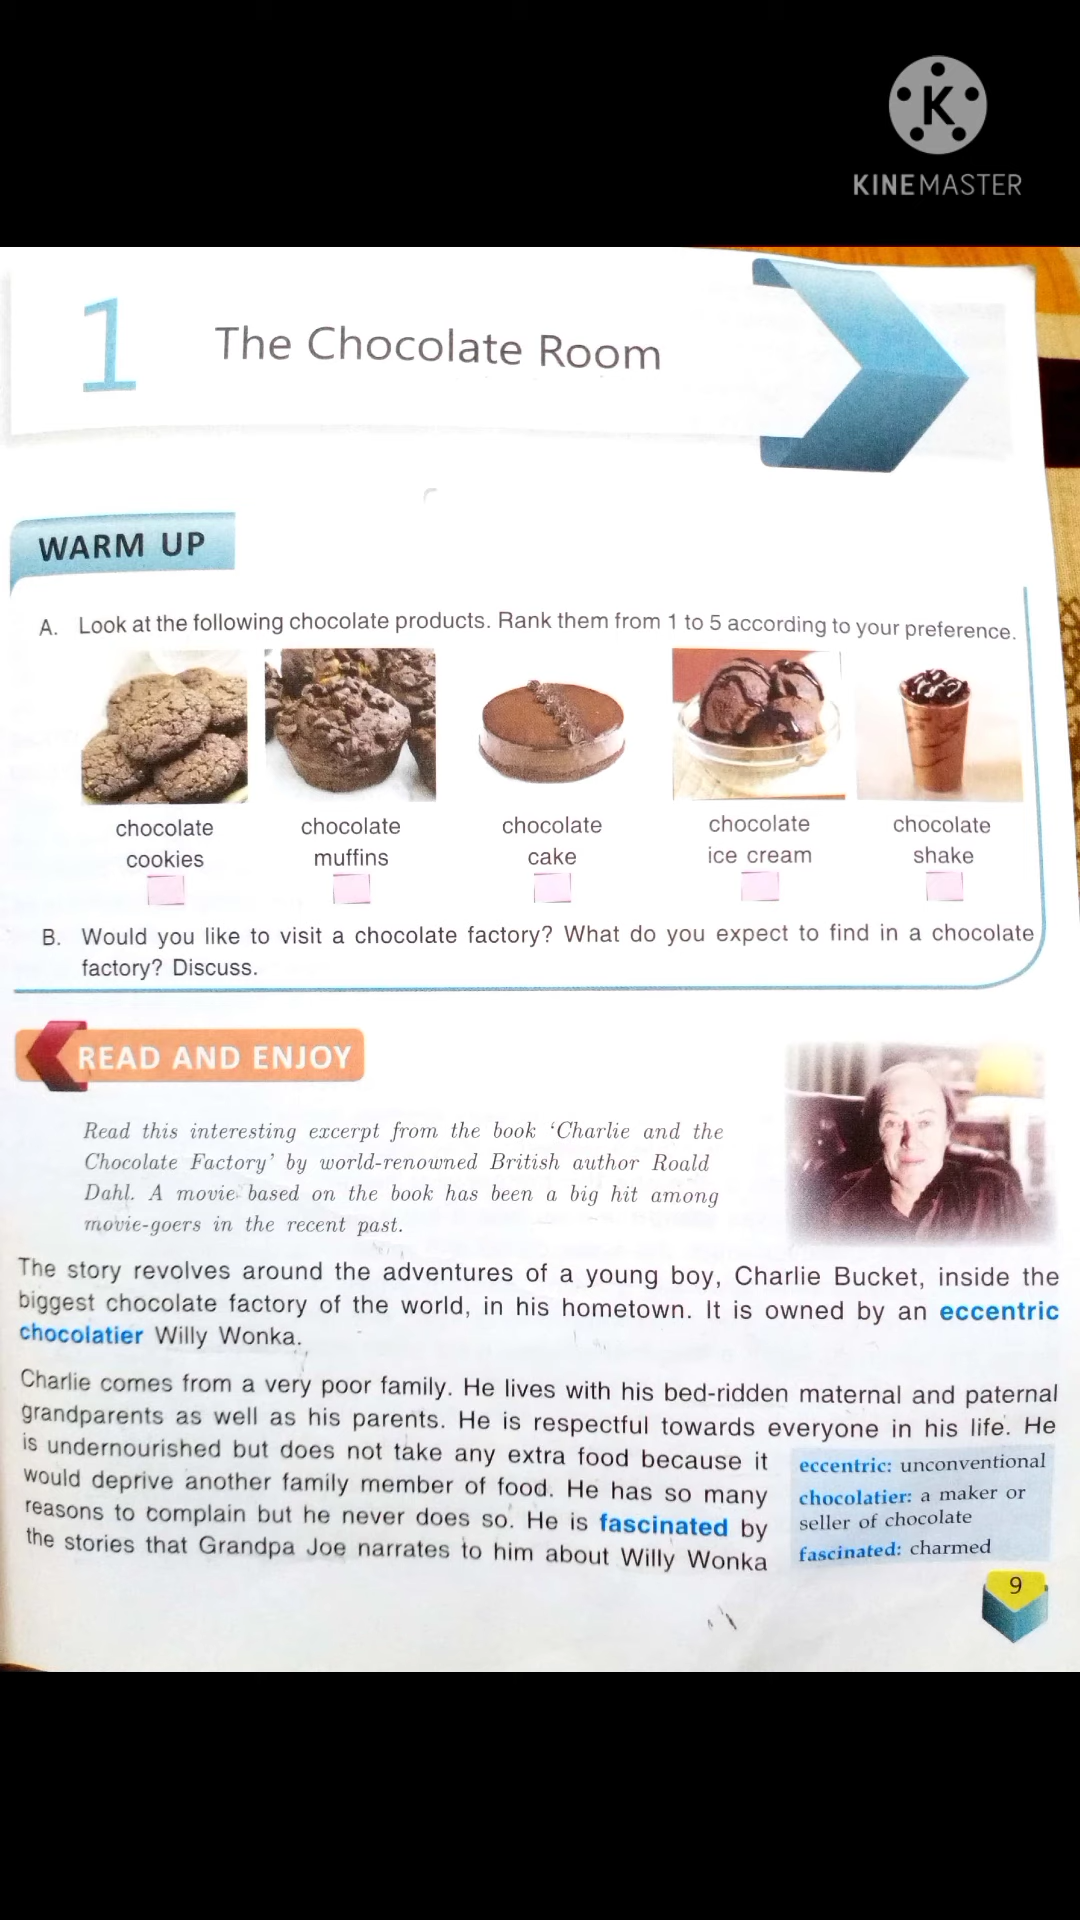 K
KINEMASTER
1
The Chocolate Room
WARM UP
A. Look at the following chocolate products. Rank them from 1 to 5 according to your preference.
chocolate cookies
chocolate muffins
chocolate cake
chocolate ice cream
chocolate shake
B. Would you like to visit a chocolate factory? What do you expect to find in a chocolate
factory? Discuss.
READ AND ENJOY
Read this interesting excerpt from the book ‘Charlie and the
Chocolate Factory’ by world-renowned British author Roald
Dahl. A movie based on the book has been a big hit among
movie-goers in the recent past.
The story revolves around the adventures of a young boy, Charlie Bucket, inside the
biggest chocolate factory of the world, in his hometown. It is owned by an eccentric
chocolatier Willy Wonka.
Charlie comes from a very poor family. He lives with his bed-ridden maternal and paternal
grandparents as well as his parents. He is respectful towards everyone in his life. He
is undernourished but does not take any extra food because it
would deprive another family member of food. He has so many
reasons to complain but he never does so. He is fascinated by
the stories that Grandpa Joe narrates to him about Willy Wonka
eccentric: unconventional
chocolatier: a maker or
seller of chocolate
fascinated: charmed
9